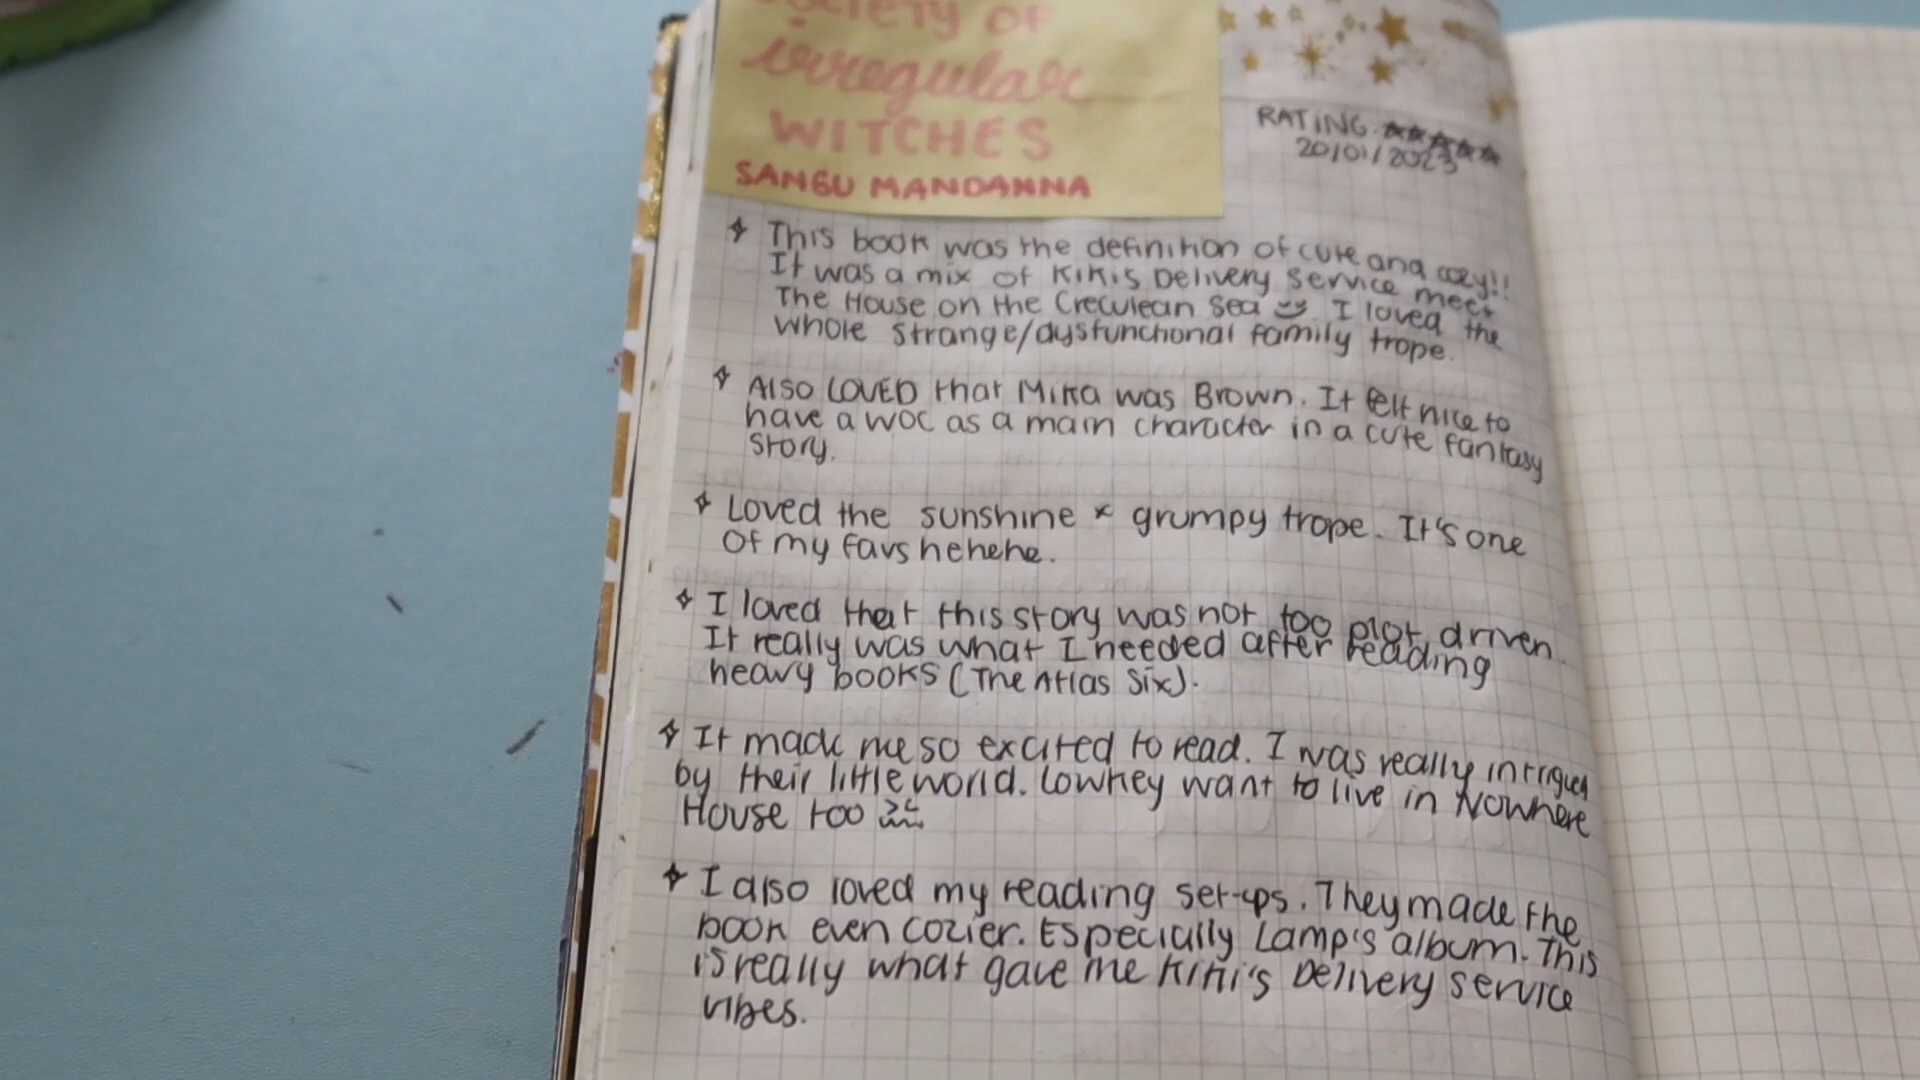 society of
irregular
WITCHES
SANGU MANDANNA
RATING ★★★★★
20/01/2023
This book was the definition of cute and cozy!!
It was a mix of Kiki's Delivery Service meet
The House on the Creculean Sea I loved the
whole strange/dysfunctional family trope.
Also LOVED that Mika was Brown. It felt nice to
have a woc as a main character in a cute fantasy
story.
Loved the sunshine x grumpy trope. It's one
of my favs hehehe.
I loved that this story was not too plot driven.
It really was what I needed after reading
heavy books (The Atlas Six).
It made me so excited to read. I was really intrigued
by their little world. Lowkey want to live in Nowhere
House too
I also loved my reading set-ups. They made the
book even cozier. Especially Lamp's album. This
is really what gave me Kiki's Delivery Service
vibes.